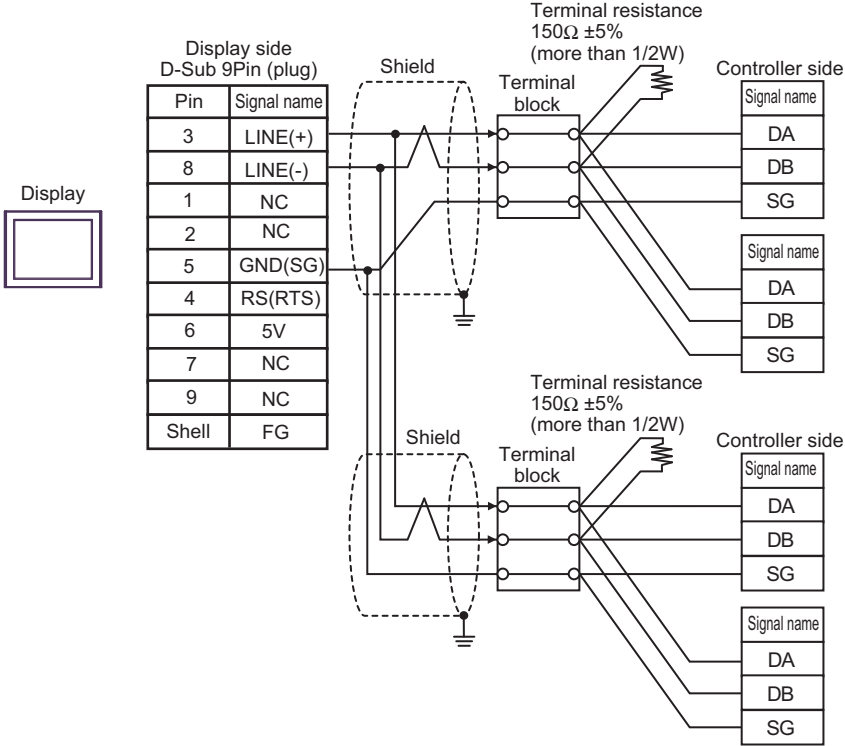 Terminal resistance
150Ω ±5%
(more than 1/2W)
Display side
D-Sub 9Pin (plug)
Shield
Terminal
block
Controller side
Pin Signal name
3 LINE(+)
8 LINE(-)
1 NC
2 NC
5 GND(SG)
4 RS(RTS)
6 5V
7 NC
9 NC
Shell FG
Display
Signal name
DA
DB
SG
Signal name
DA
DB
SG
Terminal resistance
150Ω ±5%
(more than 1/2W)
Shield
Terminal
block
Controller side
Signal name
DA
DB
SG
Signal name
DA
DB
SG